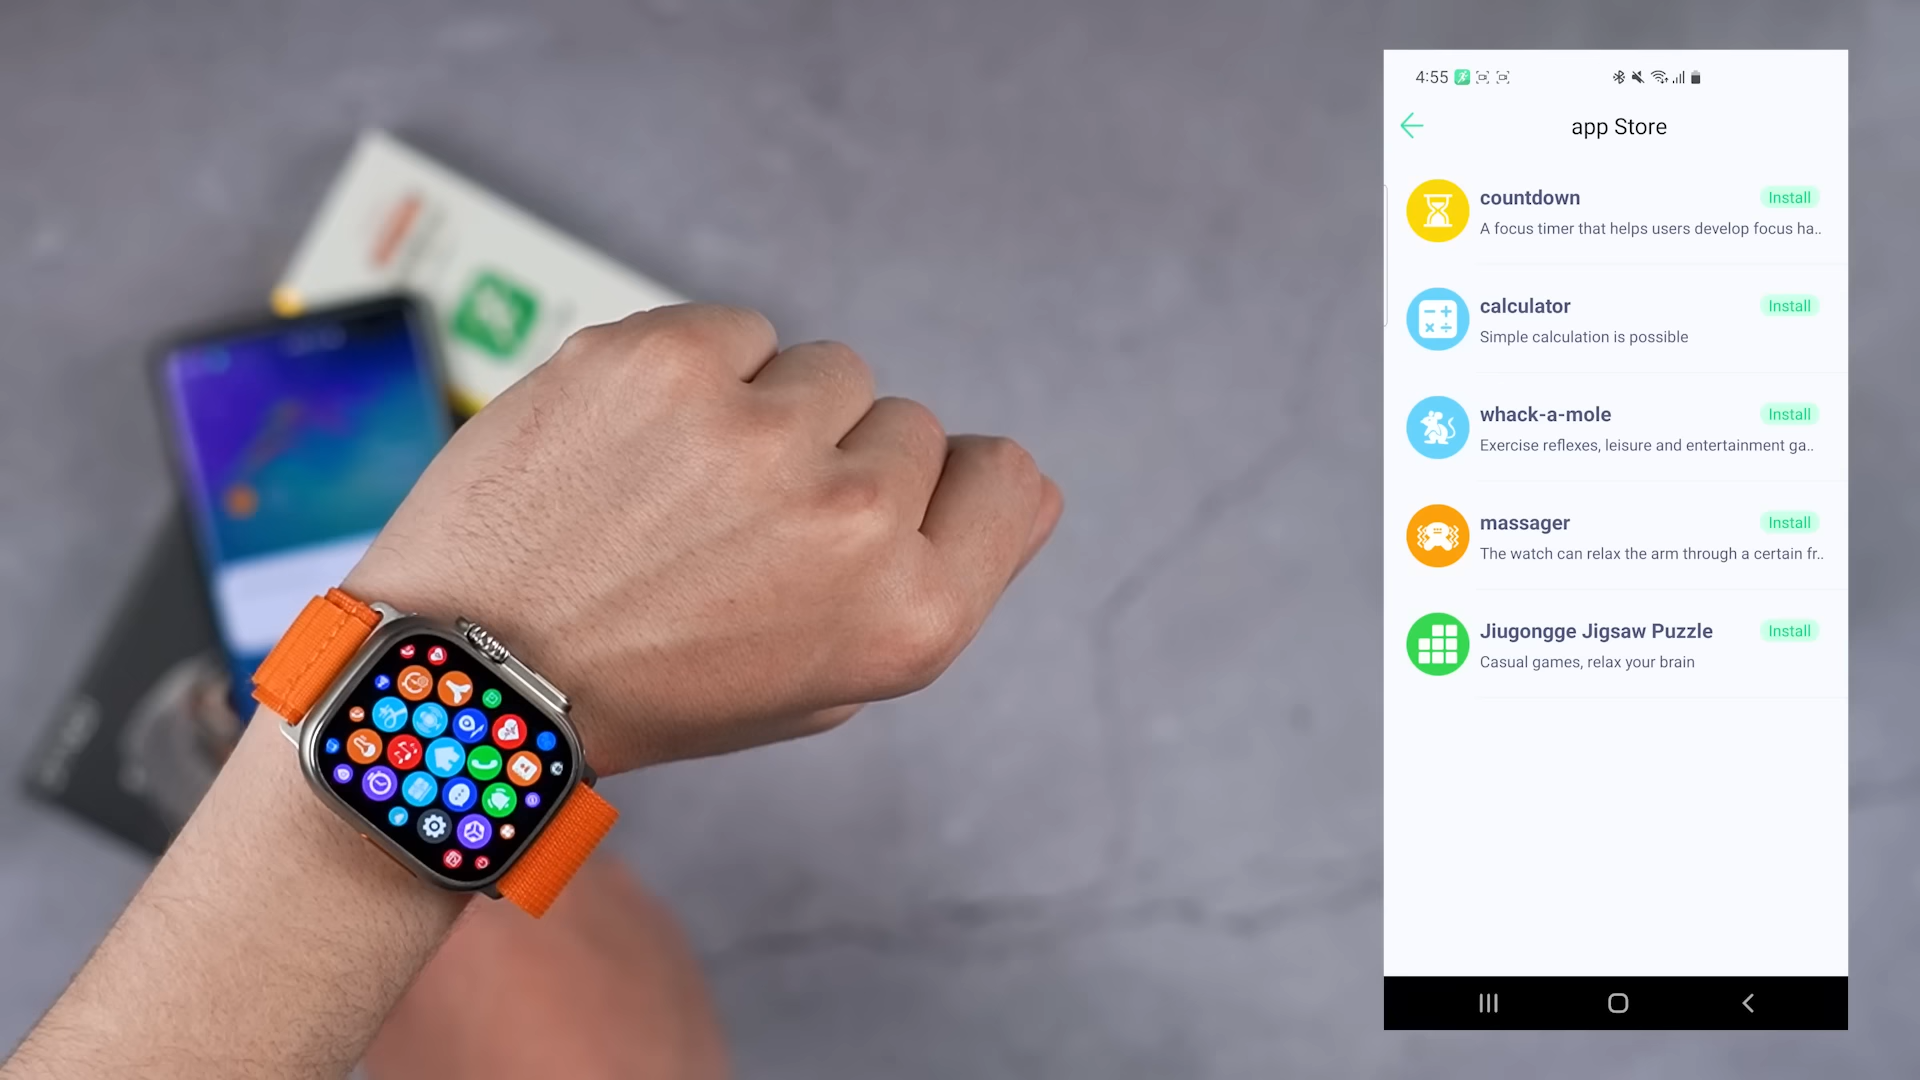 4:55
app Store
countdown
Install
A focus timer that helps users develop focus ha..
calculator
Install
Simple calculation is possible
whack-a-mole
Install
Exercise reflexes, leisure and entertainment ga..
massager
Install
The watch can relax the arm through a certain fr..
Jiugongge Jigsaw Puzzle
Install
Casual games, relax your brain